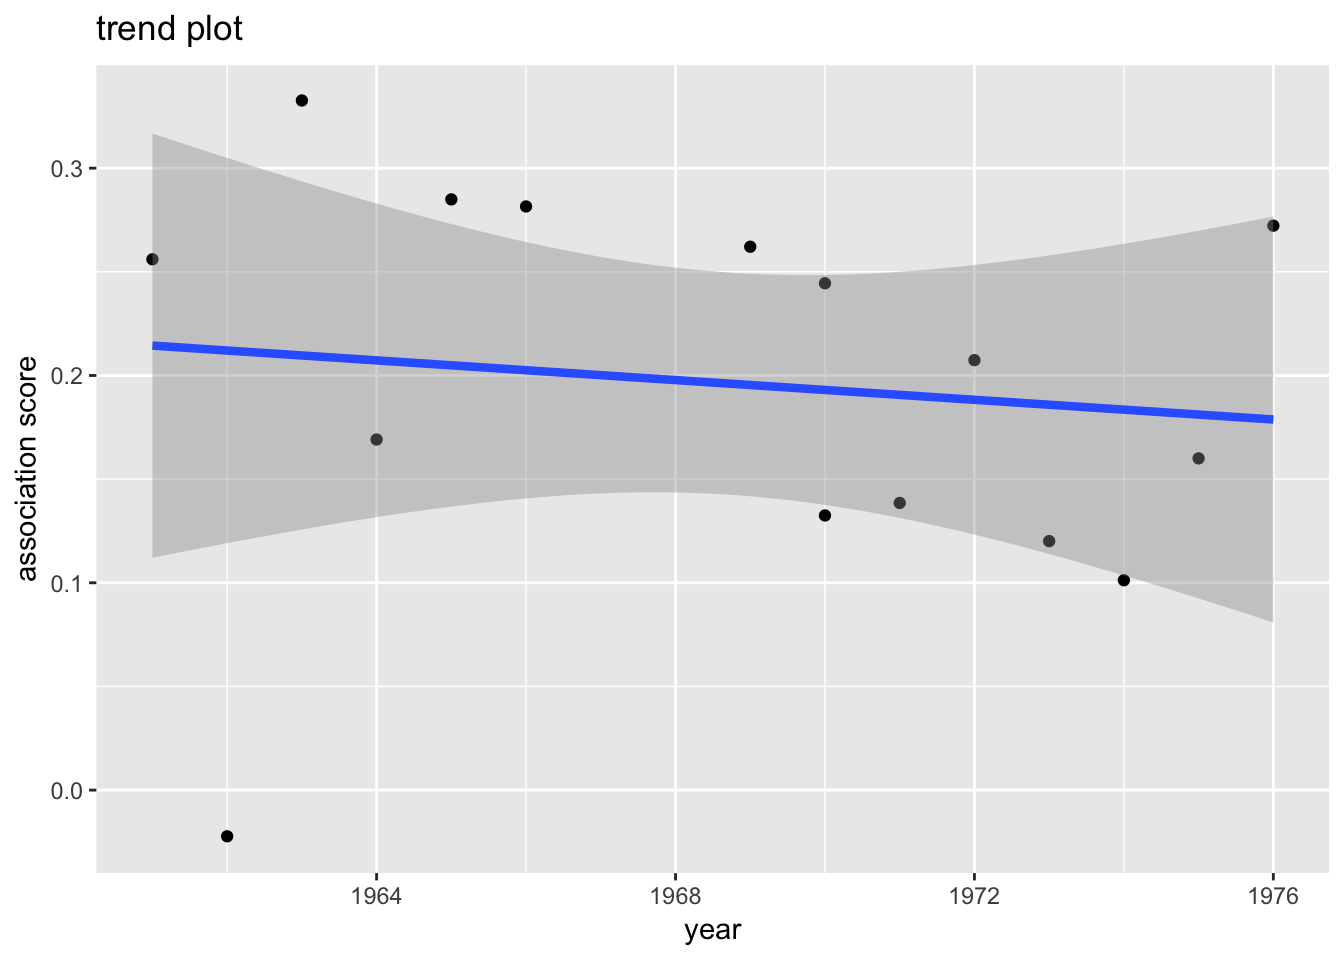 trend plot
association score
0.3
0.2
0.1
0.0
1964 1968 1972 1976
year